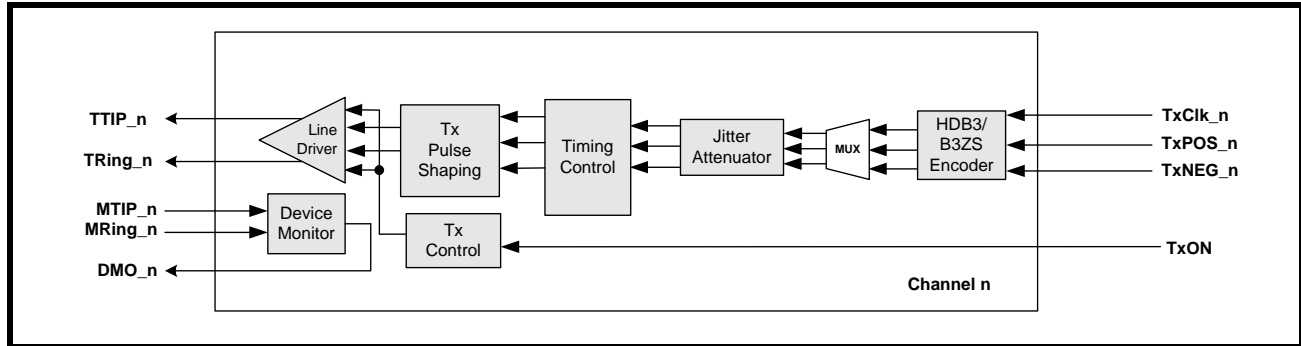 TTIP_n
TRing_n
MTIP_n
MRing_n
DMO_n
Line
Driver
Device
Monitor
Tx
Pulse
Shaping
Tx
Control
Timing
Control
Jitter
Attenuator
MUX
HDB3/
B3ZS
Encoder
TxClk_n
TxPOS_n
TxNEG_n
TxON
Channel n